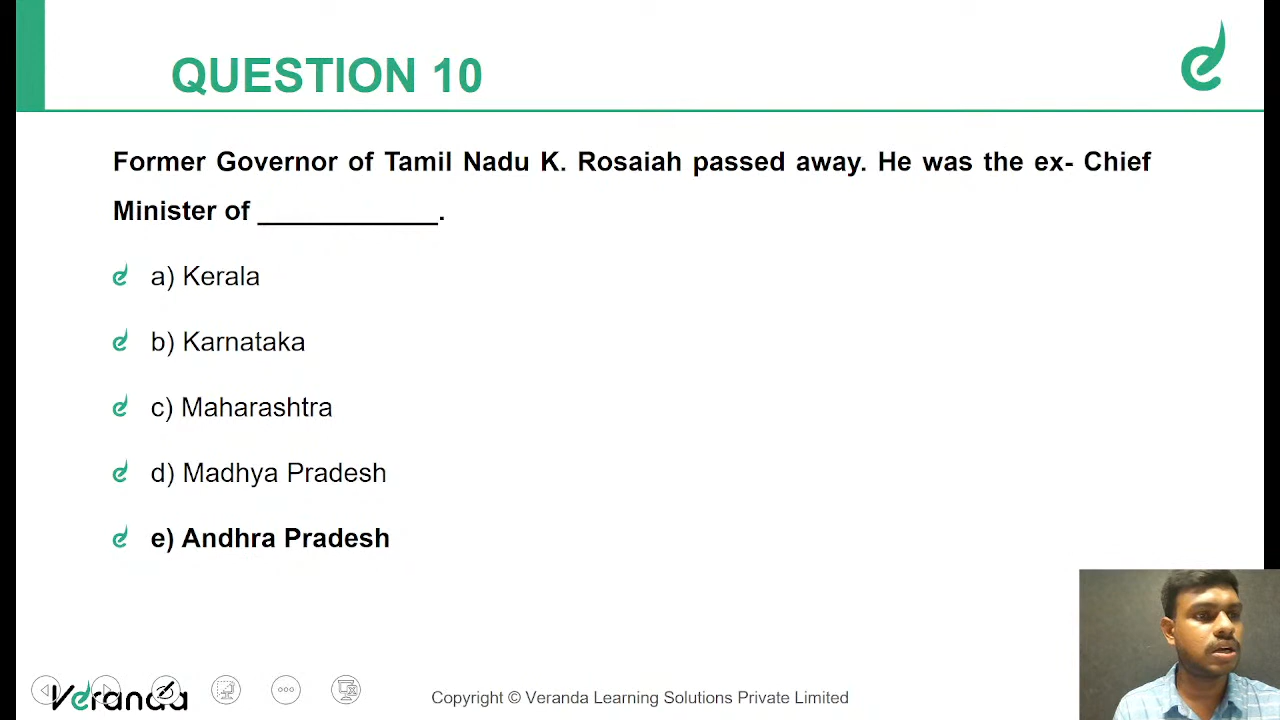 QUESTION 10
Former Governor of Tamil Nadu K. Rosaiah passed away. He was the ex- Chief
Minister of ____________.
a) Kerala
b) Karnataka
c) Maharashtra
d) Madhya Pradesh
e) Andhra Pradesh
Veranda
Copyright © Veranda Learning Solutions Private Limited